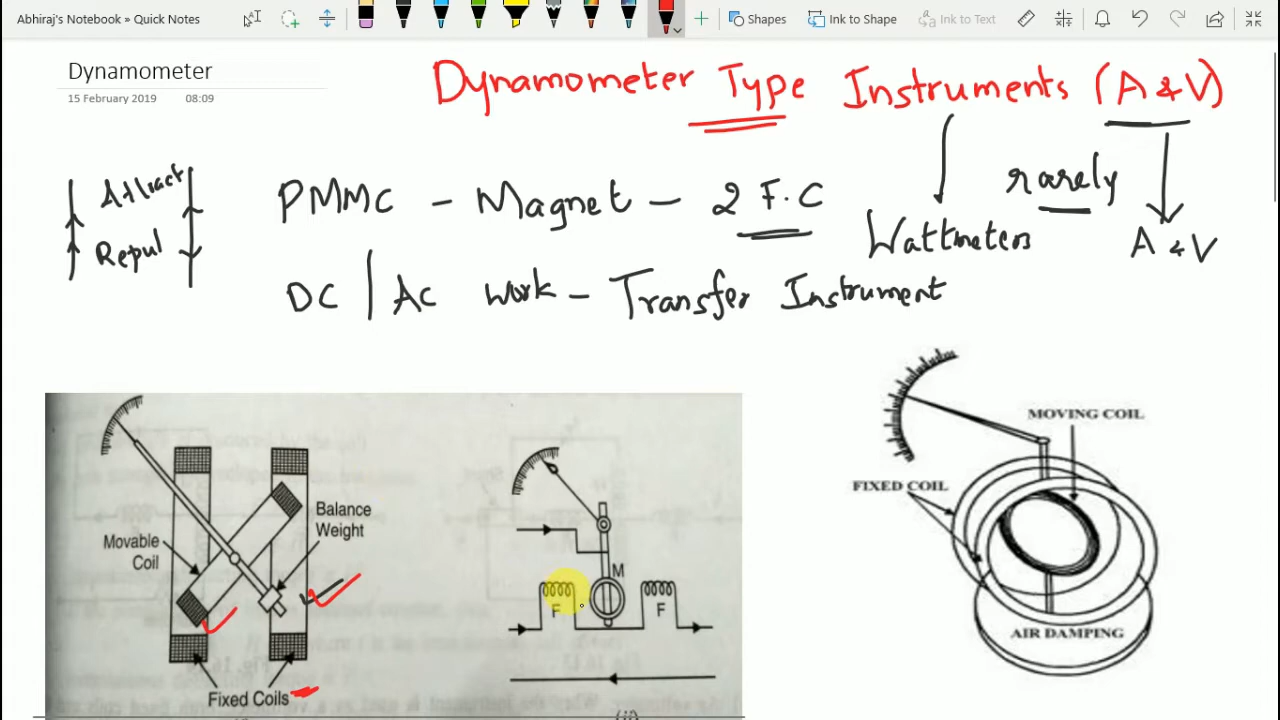 Abhiraj's Notebook » Quick Notes
Shapes
Ink to Shape
Ink to Text
Dynamometer
15 February 2019 08:09
Dynamometer Type Instruments (A & V)
Attract
Repul
PMMC - Magnet - 2 F.C
rarely
Wattmeters
A & V
DC | AC work - Transfer Instrument
Movable
Coil
Balance
Weight
Fixed Coils
M
F
F
MOVING COIL
FIXED COIL
AIR DAMPING